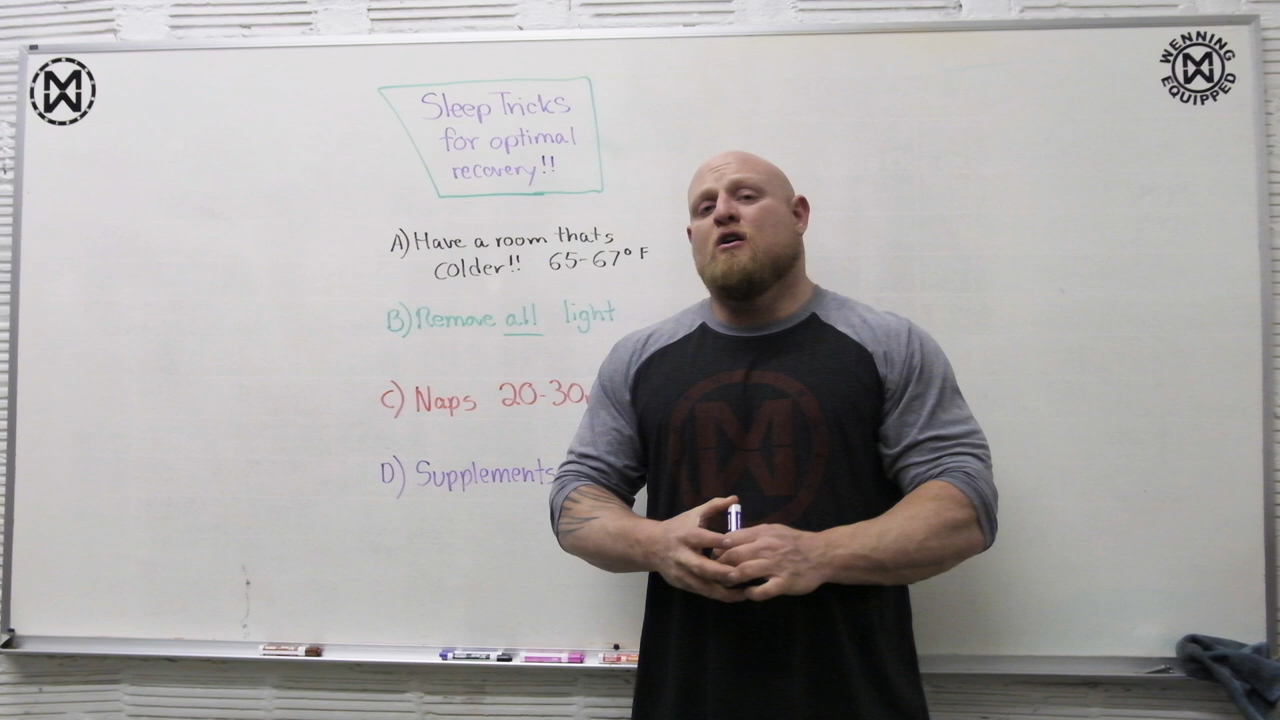 WENNING
EQUIPPED
Sleep Tricks
for optimal
recovery!!
A) Have a room thats
colder!! 65-67° F
B) Remove all light
C) Naps 20-30
D) Supplements